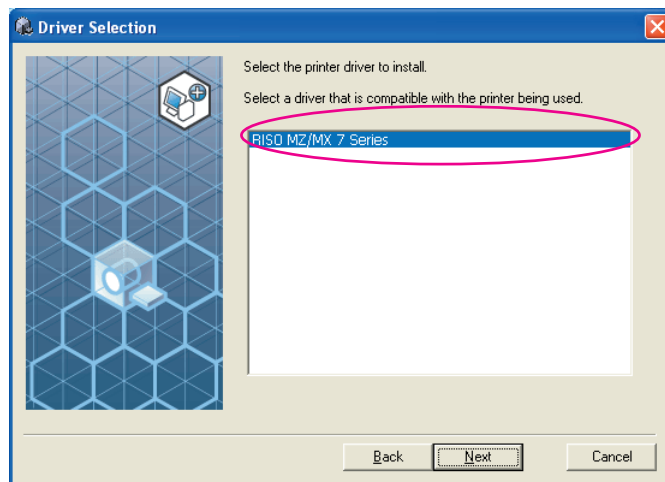 Driver Selection
Select the printer driver to install.
Select a driver that is compatible with the printer being used.
RISO MZ/MX 7 Series
Back
Next
Cancel